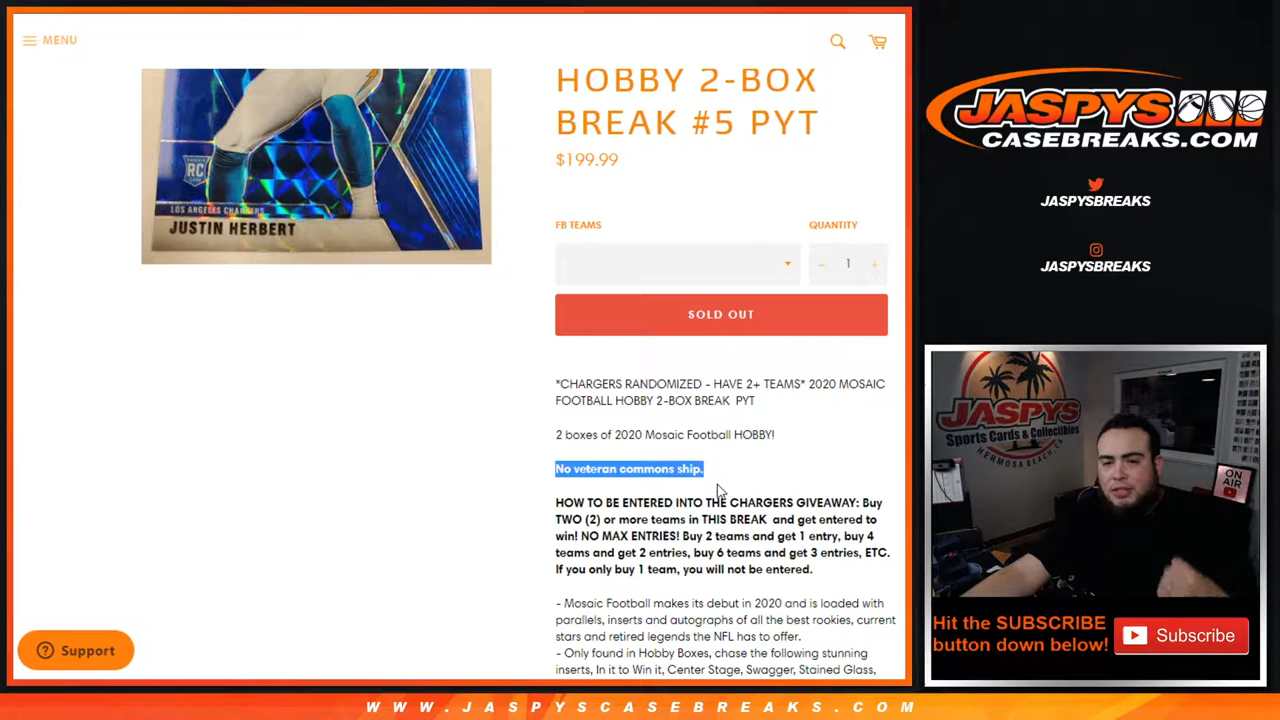 MENU
HOBBY 2-BOX
BREAK #5 PYT
$199.99
RC
LOS ANGELES CHARGERS
JUSTIN HERBERT
FB TEAMS
QUANTITY
1
SOLD OUT
*CHARGERS RANDOMIZED - HAVE 2+ TEAMS* 2020 MOSAIC
FOOTBALL HOBBY 2-BOX BREAK PYT
2 boxes of 2020 Mosaic Football HOBBY!
No veteran commons ship.
HOW TO BE ENTERED INTO THE CHARGERS GIVEAWAY: Buy
TWO (2) or more teams in THIS BREAK and get entered to
win! NO MAX ENTRIES! Buy 2 teams and get 1 entry, buy 4
teams and get 2 entries, buy 6 teams and get 3 entries, ETC.
If you only buy 1 team, you will not be entered.
- Mosaic Football makes its debut in 2020 and is loaded with
parallels, inserts and autographs of all the best rookies, current
stars and retired legends the NFL has to offer.
- Only found in Hobby Boxes, chase the following stunning
inserts, In it to Win it, Center Stage, Swagger, Stained Glass,
Support
JASPYS
CASEBREAKS.COM
JASPYSBREAKS
JASPYSBREAKS
JASPYS
Sports Cards & Collectibles
HERMOSA BEACH, CA
ON
AIR
Hit the SUBSCRIBE
button down below!
Subscribe
WWW.JASPYSCASEBREAKS.COM